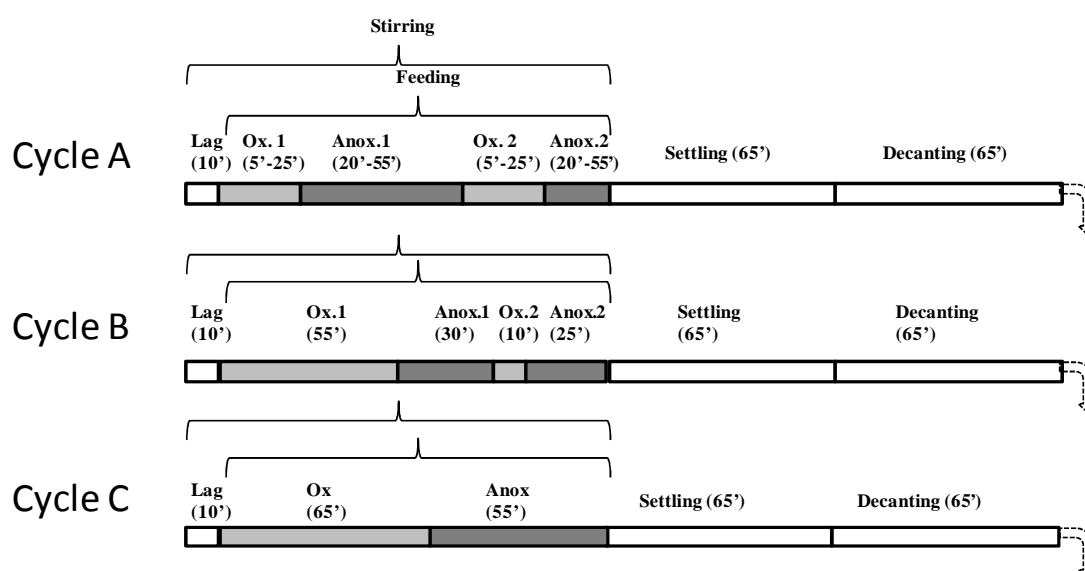 Stirring
Feeding
Cycle A
Lag
(10’)
Ox. 1
(5’-25’)
Anox.1
(20’-55’)
Ox. 2
(5’-25’)
Anox.2
(20’-55’)
Settling (65’)
Decanting (65’)
Cycle B
Lag
(10’)
Ox.1
(55’)
Anox.1
(30’)
Ox.2
(10’)
Anox.2
(25’)
Settling
(65’)
Decanting
(65’)
Cycle C
Lag
(10’)
Ox
(65’)
Anox
(55’)
Settling (65’)
Decanting (65’)